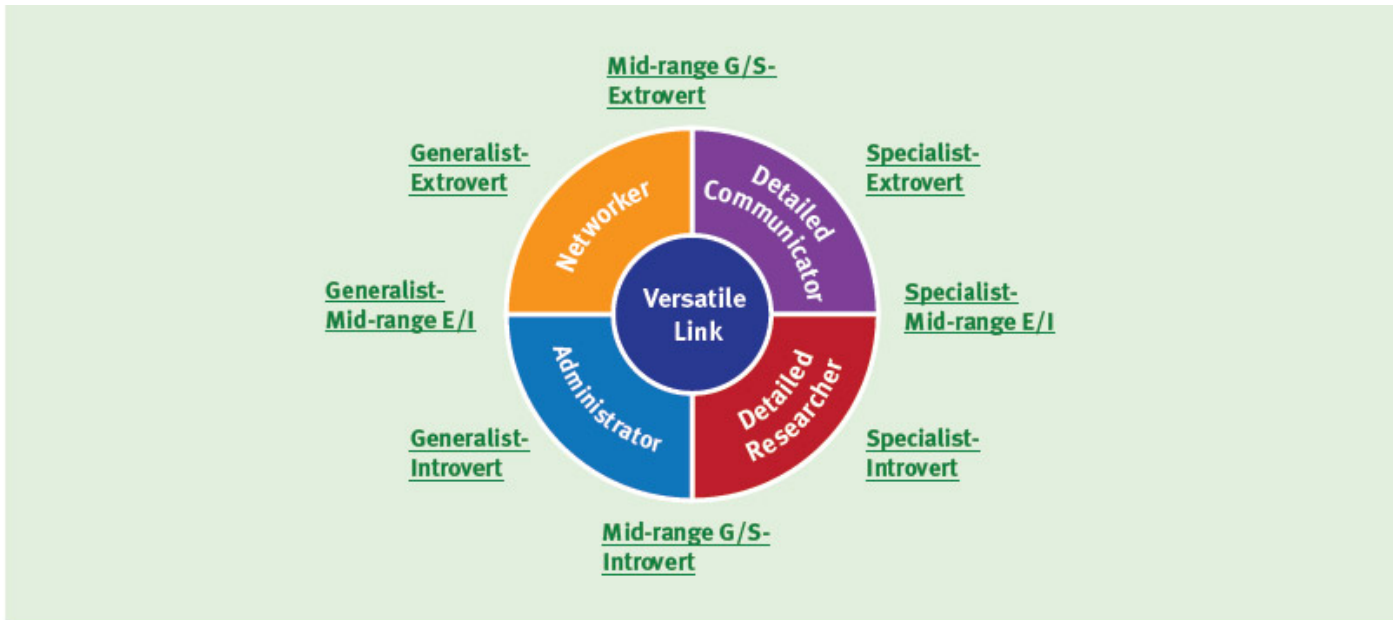 Mid-range G/S-
Extrovert
Generalist-
Extrovert
Specialist-
Extrovert
Networker
Detailed
Communicator
Generalist-
Mid-range E/I
Versatile
Link
Specialist-
Mid-range E/I
Administrator
Detailed
Researcher
Generalist-
Introvert
Specialist-
Introvert
Mid-range G/S-
Introvert